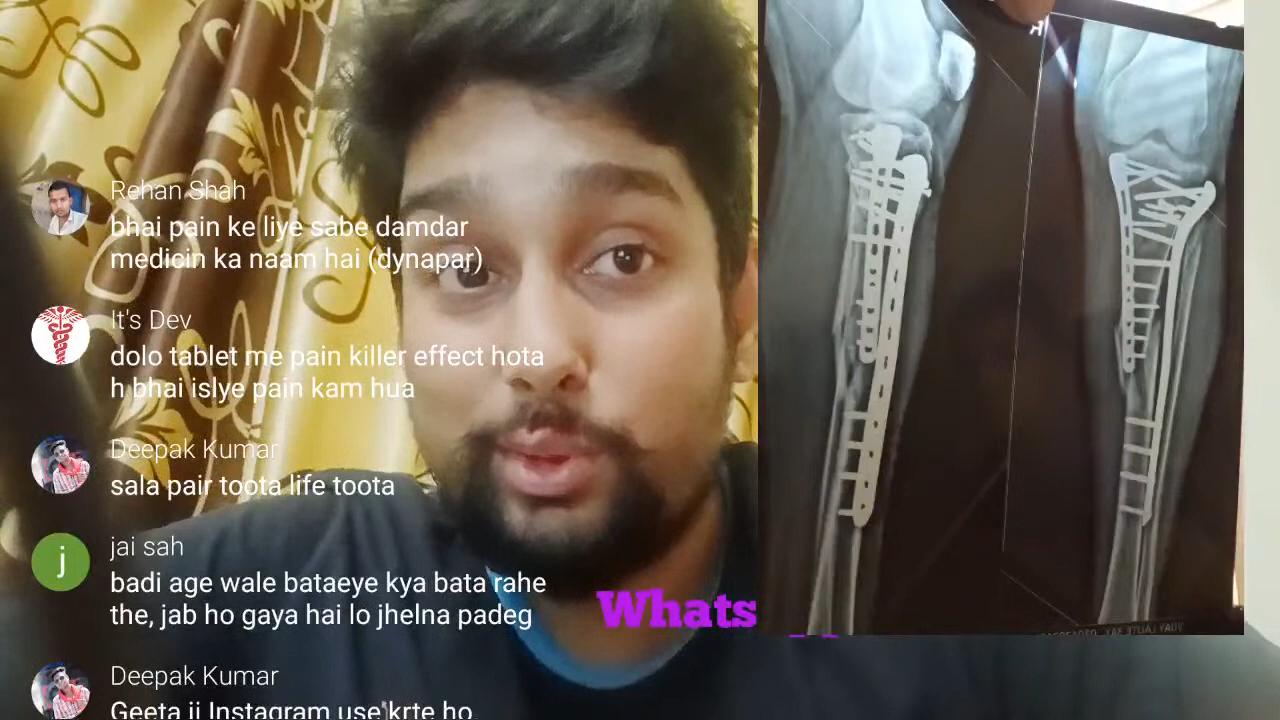 Rehan Shah
bhai pain ke liye sabe damdar
medicin ka naam hai (dynapar)
It's Dev
dolo tablet me pain killer effect hota
h bhai islye pain kam hua
Deepak Kumar
sala pair toota life toota
j
jai sah
badi age wale bataeye kya bata rahe
the, jab ho gaya hai lo jhelna padeg
Deepak Kumar
Geeta ji Instagram use krte ho
Whats